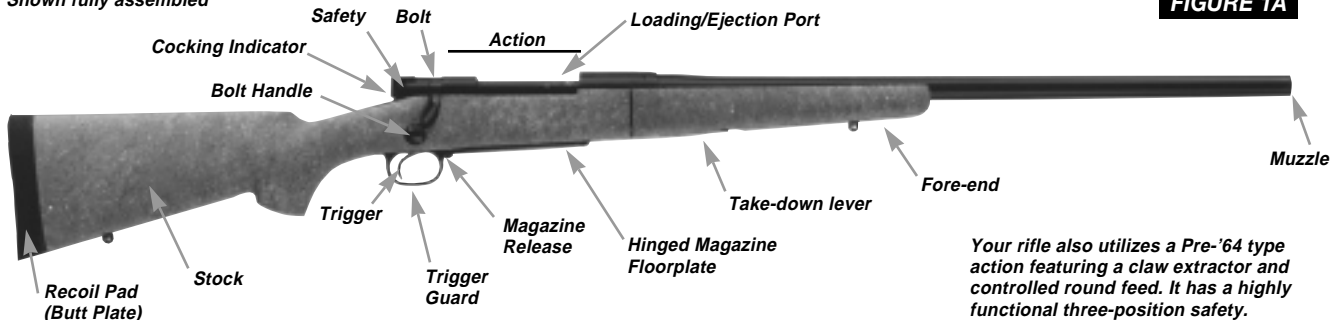 Shown fully assembled
FIGURE 1A
Safety
Bolt
Loading/Ejection Port
Action
Cocking Indicator
Bolt Handle
Muzzle
Fore-end
Take-down lever
Trigger
Magazine
Release
Hinged Magazine
Floorplate
Trigger
Guard
Stock
Recoil Pad
(Butt Plate)
Your rifle also utilizes a Pre-'64 type
action featuring a claw extractor and
controlled round feed. It has a highly
functional three-position safety.